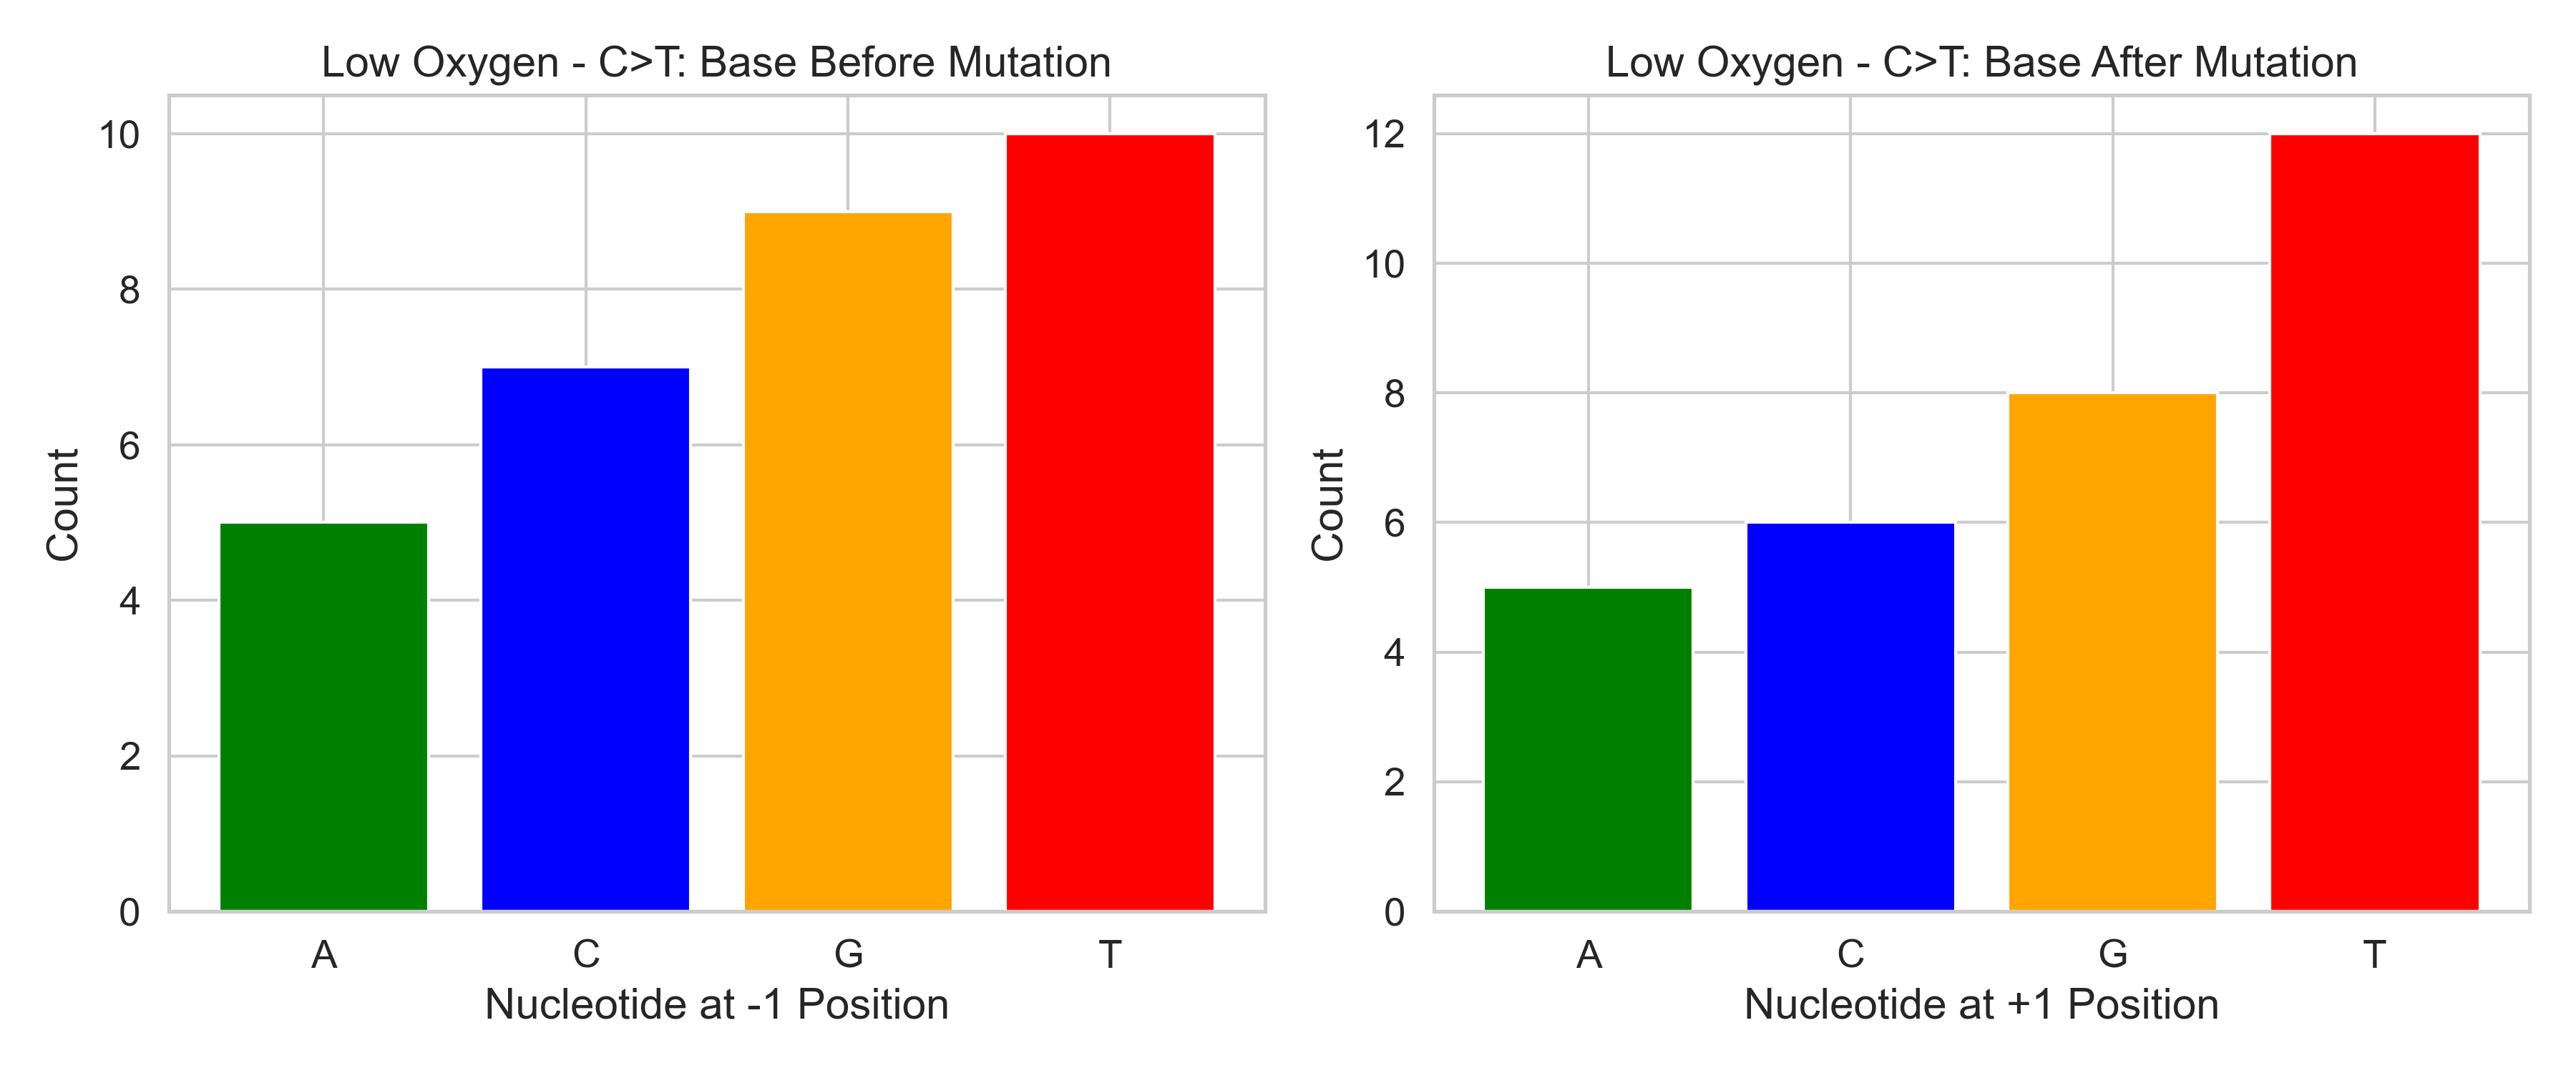 Low Oxygen - C>T: Base Before Mutation
10
8
6
4
2
0
Count
A C G T
Nucleotide at -1 Position
Low Oxygen - C>T: Base After Mutation
12
10
8
6
4
2
0
Count
A C G T
Nucleotide at +1 Position